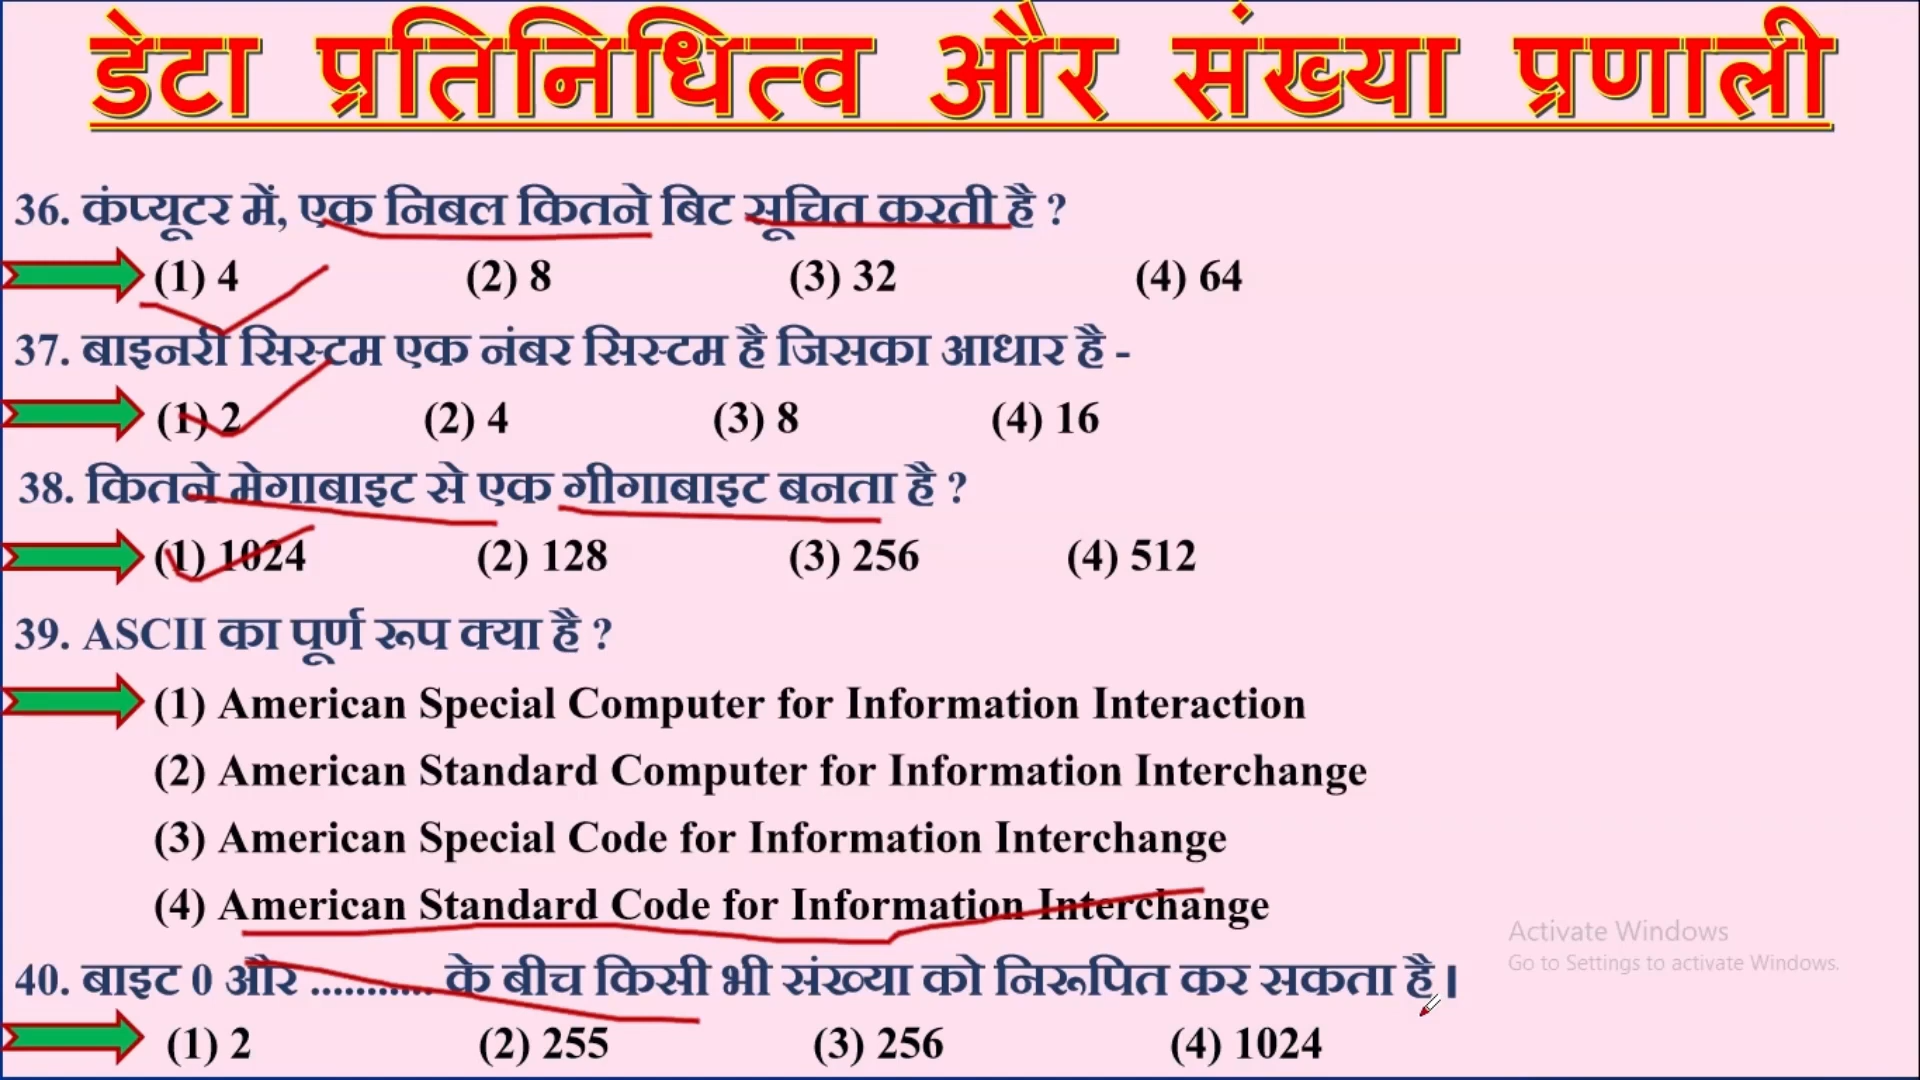 डेटा प्रतिनिधित्व और संख्या प्रणाली
36. कंप्यूटर में, एक निबल कितने बिट सूचित करती है ?
(1) 4 (2) 8 (3) 32 (4) 64
37. बाइनरी सिस्टम एक नंबर सिस्टम है जिसका आधार है -
(1) 2 (2) 4 (3) 8 (4) 16
38. कितने मेगाबाइट से एक गीगाबाइट बनता है ?
(1) 1024 (2) 128 (3) 256 (4) 512
39. ASCII का पूर्ण रूप क्या है ?
(1) American Special Computer for Information Interaction
(2) American Standard Computer for Information Interchange
(3) American Special Code for Information Interchange
(4) American Standard Code for Information Interchange
Activate Windows
Go to Settings to activate Windows.
40. बाइट 0 और ........... के बीच किसी भी संख्या को निरूपित कर सकता है।
(1) 2 (2) 255 (3) 256 (4) 1024